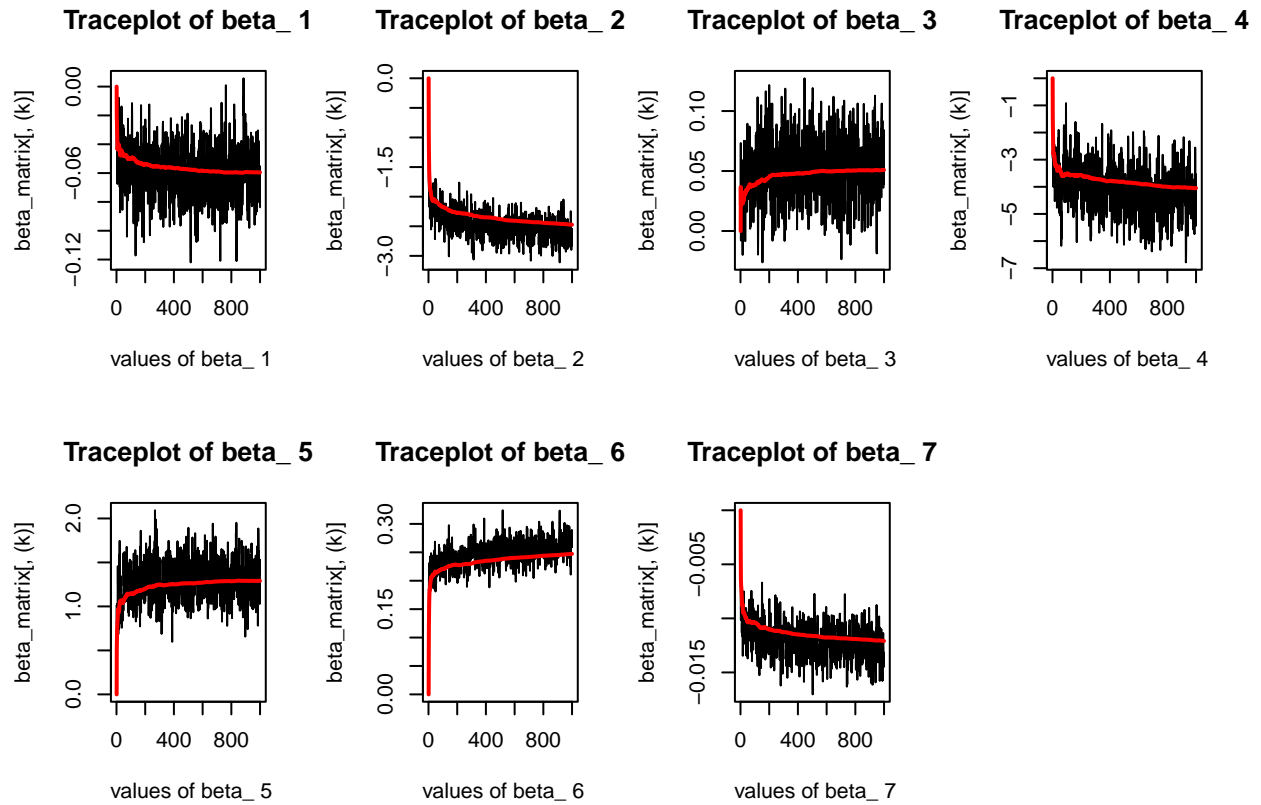 Traceplot of beta_ 1
beta_matrix[, (k)]
0.00
−0.06
−0.12
0 400 800
values of beta_ 1
Traceplot of beta_ 2
beta_matrix[, (k)]
0.0
−1.5
−3.0
0 400 800
values of beta_ 2
Traceplot of beta_ 3
beta_matrix[, (k)]
0.10
0.05
0.00
0 400 800
values of beta_ 3
Traceplot of beta_ 4
beta_matrix[, (k)]
−1
−3
−5
−7
0 400 800
values of beta_ 4
Traceplot of beta_ 5
beta_matrix[, (k)]
2.0
1.0
0.0
0 400 800
values of beta_ 5
Traceplot of beta_ 6
beta_matrix[, (k)]
0.30
0.15
0.00
0 400 800
values of beta_ 6
Traceplot of beta_ 7
beta_matrix[, (k)]
−0.005
−0.015
0 400 800
values of beta_ 7